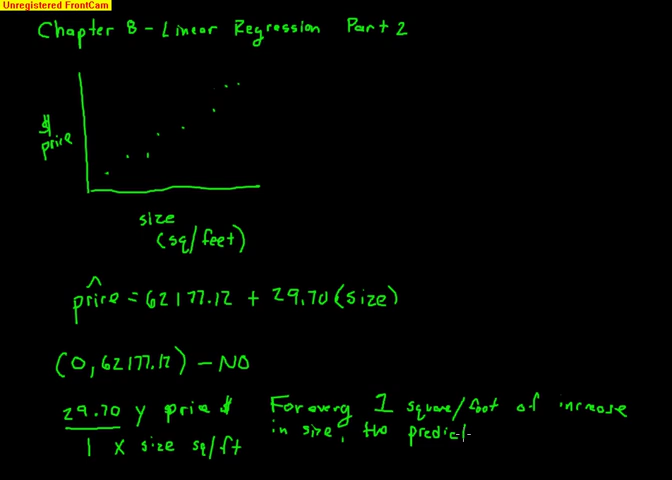 Unregistered FrontCam
Chapter 8 - Linear Regression Part 2
$
price
size
(sq/feet)
price = 62177.12 + 29.70(size)
(0, 62177.12) - NO
29.70 y price $ For every 1 square/foot of increase
1 x size sq/ft in size, the predict